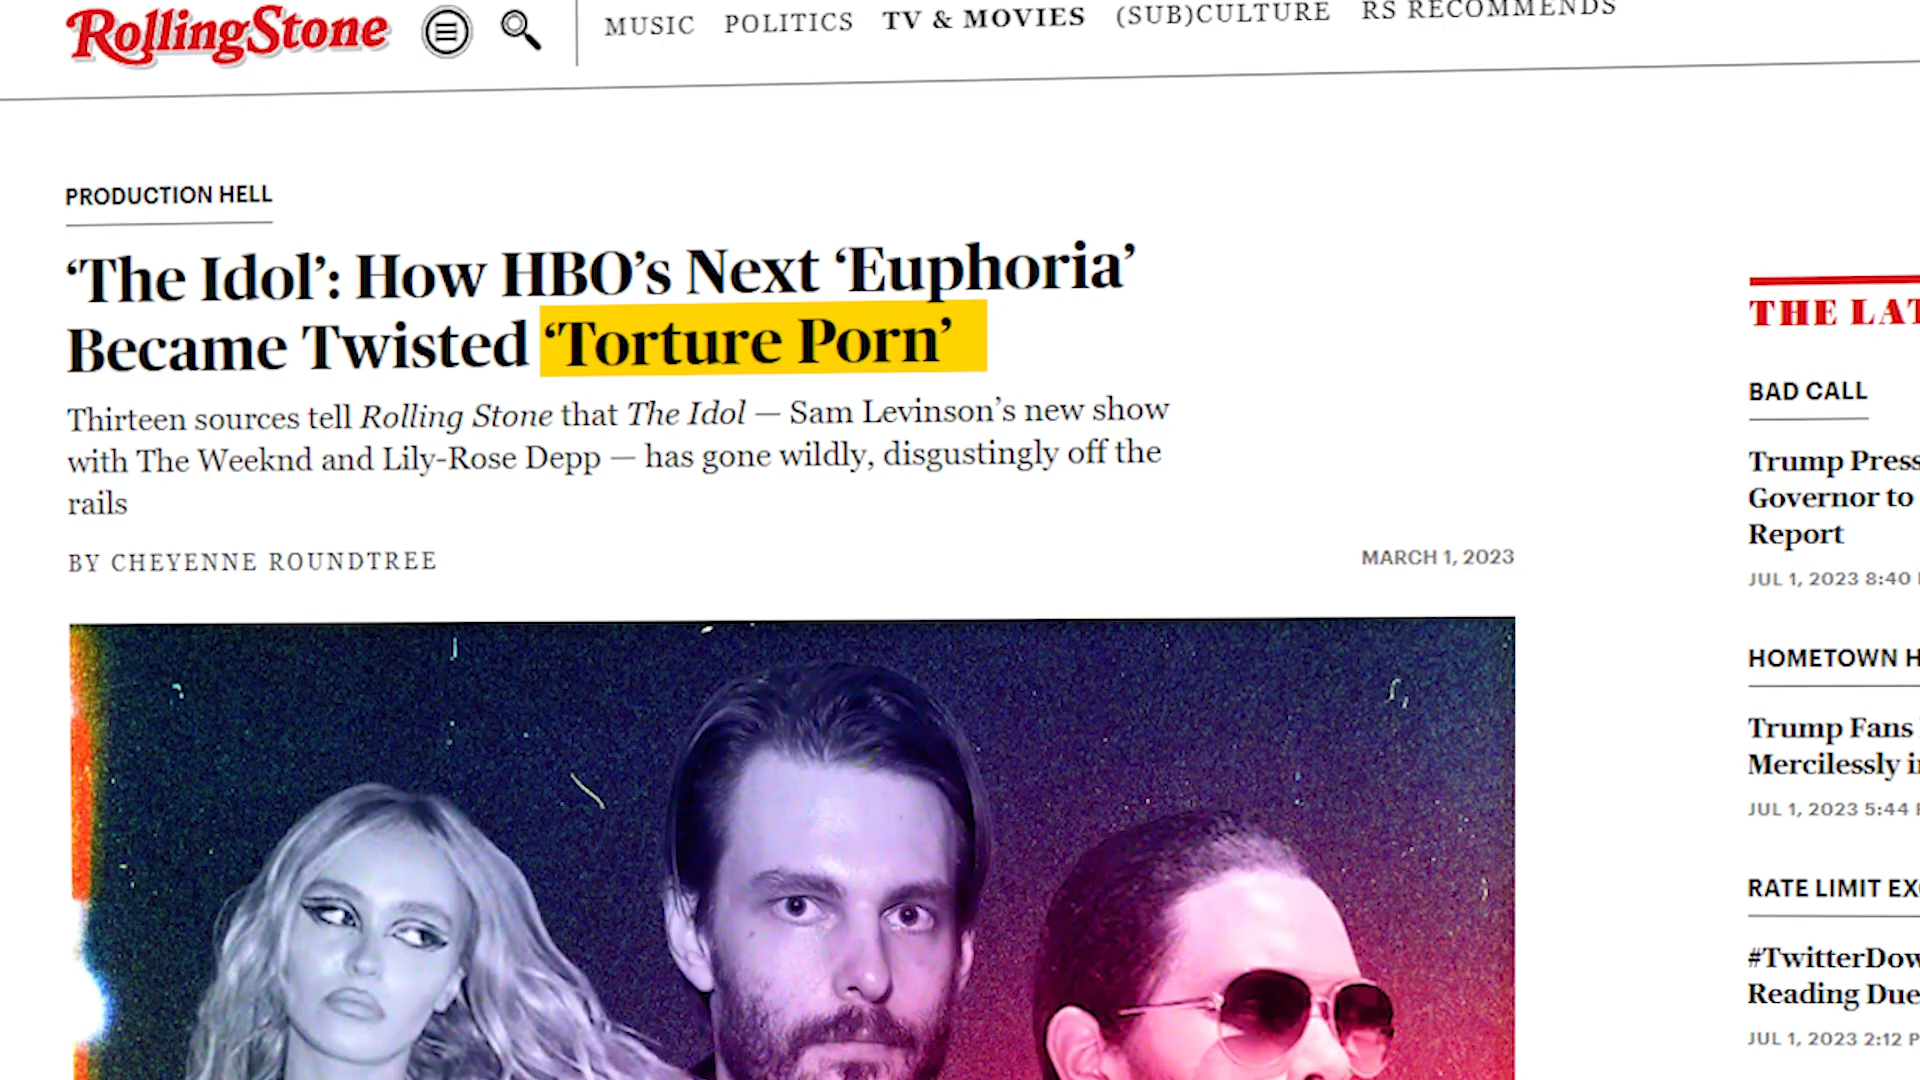 RollingStone
MUSIC POLITICS TV & MOVIES (SUB)CULTURE RS RECOMMENDS
PRODUCTION HELL
‘The Idol’: How HBO’s Next ‘Euphoria’
Became Twisted ‘Torture Porn’
Thirteen sources tell Rolling Stone that The Idol — Sam Levinson’s new show
with The Weeknd and Lily-Rose Depp — has gone wildly, disgustingly off the
rails
BY CHEYENNE ROUNDTREE
MARCH 1, 2023
THE
BAD CALL
Trump
Governor to
Report
JUL 1, 2023 8:40
HOMETOWN
Trump Fans
Mercilessly
JUL 1, 2023 5:44
RATE LIMIT
Reading
JUL 1, 2023 2:12